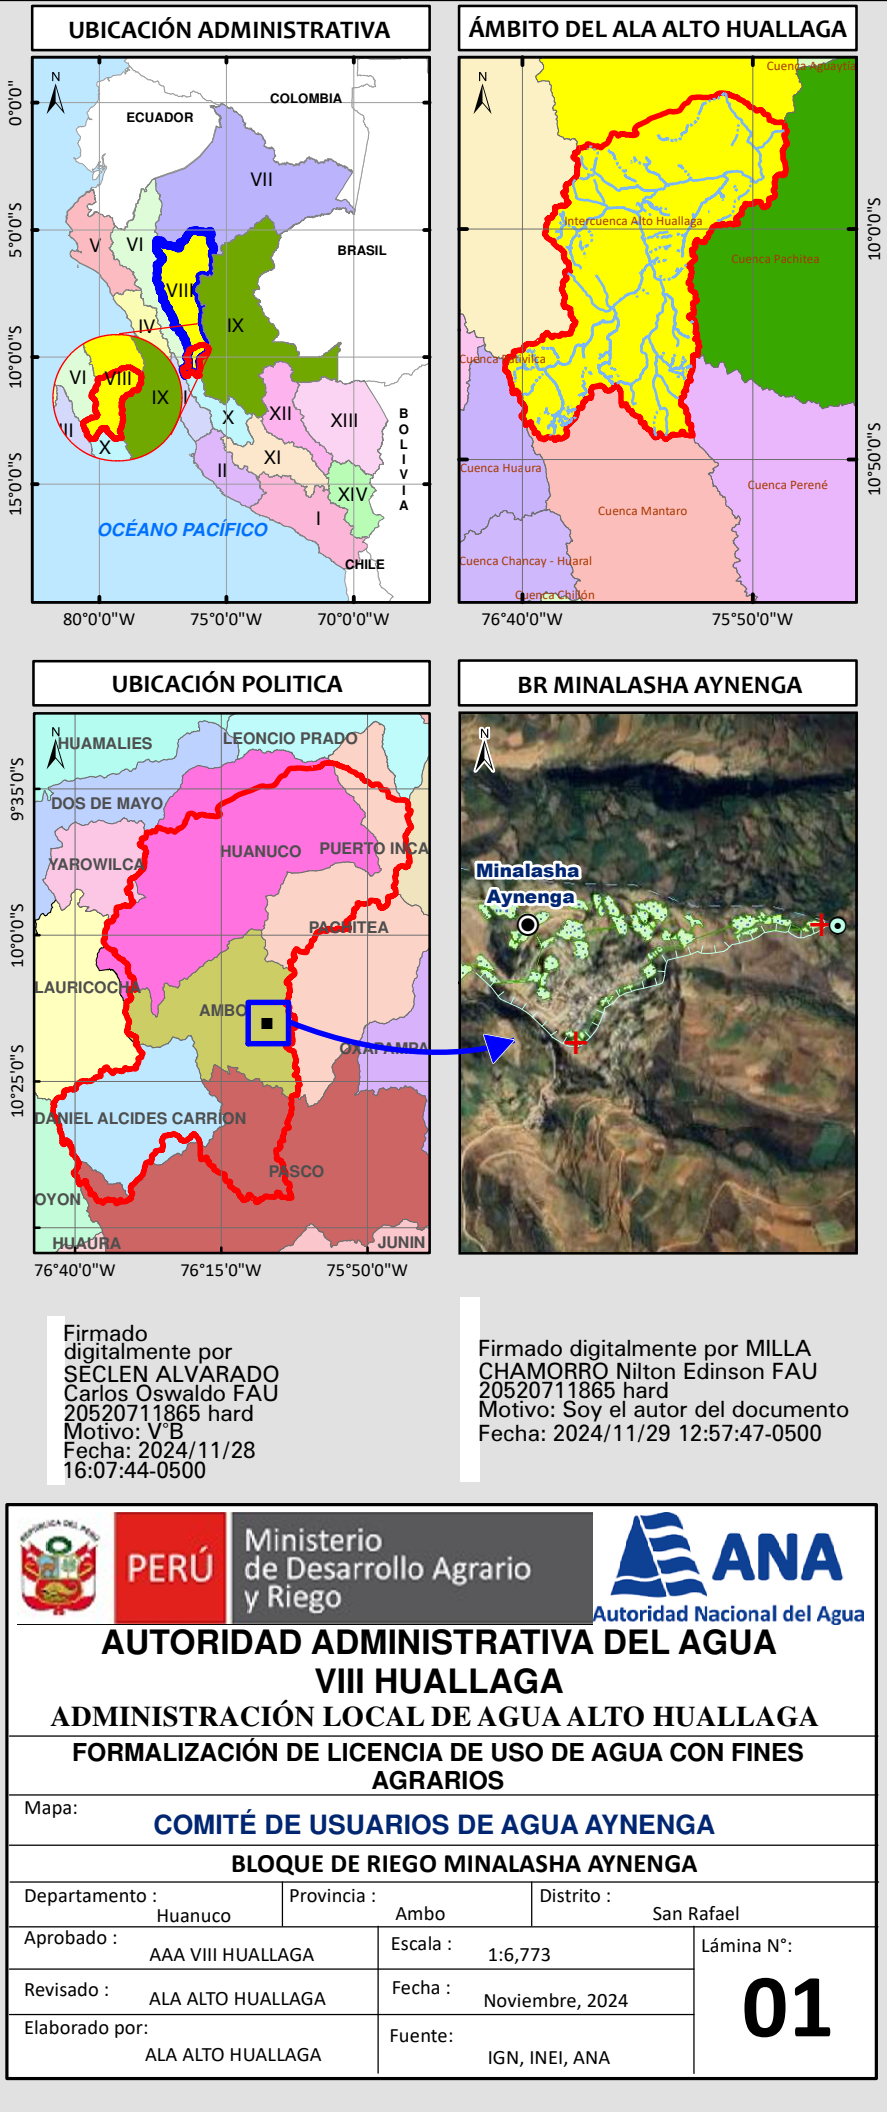 UBICACIÓN ADMINISTRATIVA
N
COLOMBIA
ECUADOR
VII
V
VI
BRASIL
VIII
IX
IV
VI
VIII
IX
III
X
I
X
XII
XIII
II
XI
XIV
I
BOLIVIA
OCÉANO PACÍFICO
CHILE
0°0'0"
5°0'0"S
10°0'0"S
15°0'0"S
80°0'0"W
75°0'0"W
70°0'0"W
ÁMBITO DEL ALA ALTO HUALLAGA
N
Cuenca Aguaytia
Intercuenca Alto Huallaga
Cuenca Pachitea
Cuenca Pativilca
Cuenca Huaura
Cuenca Perené
Cuenca Mantaro
Cuenca Chancay - Huaral
Cuenca Chillón
10°0'0"S
10°50'0"S
76°40'0"W
75°50'0"W
UBICACIÓN POLITICA
N
HUAMALIES
LEONCIO PRADO
DOS DE MAYO
HUANUCO
PUERTO INCA
YAROWILCA
PACHITEA
LAURICOCHA
AMBO
OXAPAMPA
DANIEL ALCIDES CARRION
PASCO
OYON
HUAURA
JUNIN
9°35'0"S
10°0'0"S
10°25'0"S
76°40'0"W
76°15'0"W
75°50'0"W
BR MINALASHA AYNENGA
N
Minalasha
Aynenga
Firmado
digitalmente por
SECLEN ALVARADO
Carlos Oswaldo FAU
20520711865 hard
Motivo: V°B
Fecha: 2024/11/28
16:07:44-0500
Firmado digitalmente por MILLA
CHAMORRO Nilton Edinson FAU
20520711865 hard
Motivo: Soy el autor del documento
Fecha: 2024/11/29 12:57:47-0500
REPÚBLICA DEL PERÚ
PERÚ
Ministerio
de Desarrollo Agrario
y Riego
ANA
Autoridad Nacional del Agua
AUTORIDAD ADMINISTRATIVA DEL AGUA
VIII HUALLAGA
ADMINISTRACIÓN LOCAL DE AGUA ALTO HUALLAGA
FORMALIZACIÓN DE LICENCIA DE USO DE AGUA CON FINES
AGRARIOS
Mapa:
COMITÉ DE USUARIOS DE AGUA AYNENGA
BLOQUE DE RIEGO MINALASHA AYNENGA
Departamento :
Huanuco
Provincia :
Ambo
Distrito :
San Rafael
Aprobado :
AAA VIII HUALLAGA
Escala :
1:6,773
Lámina N°:
01
Revisado :
ALA ALTO HUALLAGA
Fecha :
Noviembre, 2024
Elaborado por:
ALA ALTO HUALLAGA
Fuente:
IGN, INEI, ANA